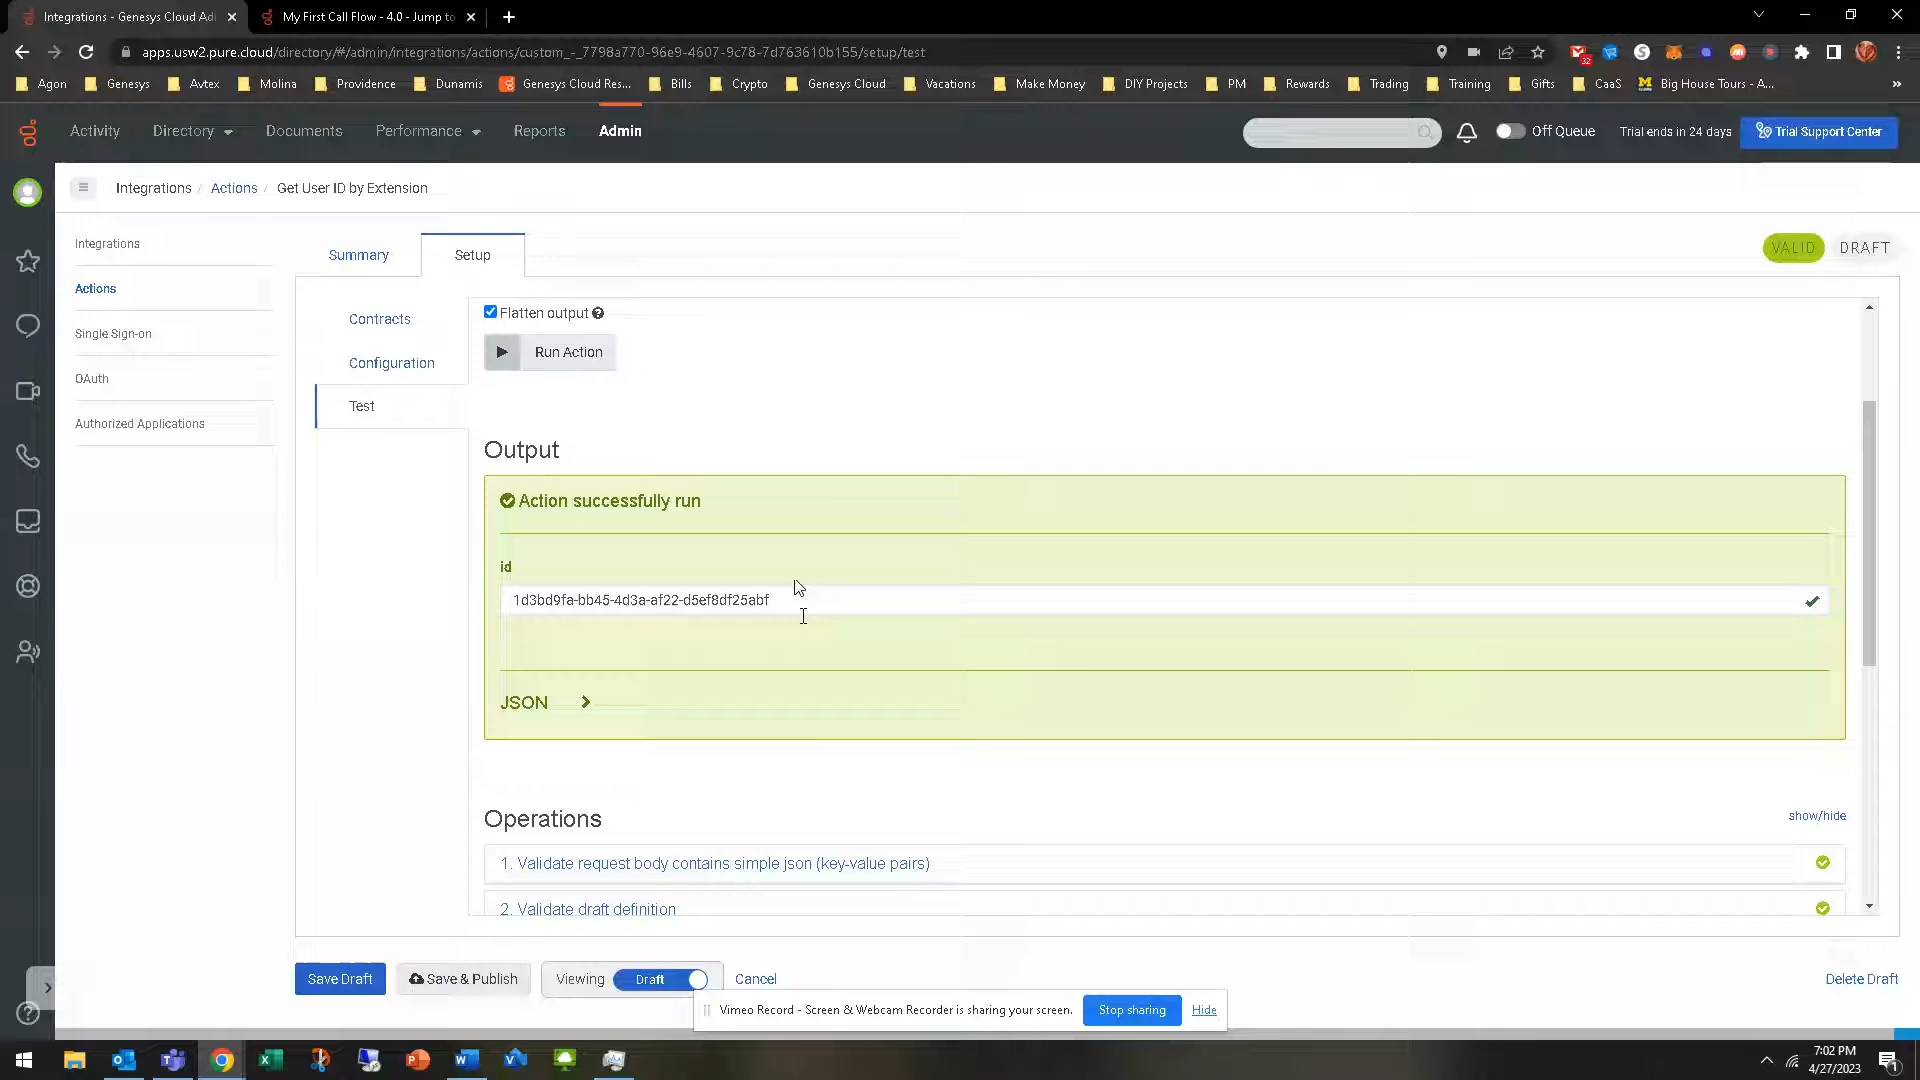 Integrations - Genesys Cloud Adi
My First Call Flow - 4.0 - Jump to
apps.usw2.pure.cloud/directory/#/admin/integrations/actions/custom_-_7798a770-96e9-4607-9c78-7d763610b155/setup/test
32
Agon
Genesys
Avtex
Molina
Providence
Dunamis
Genesys Cloud Res...
Bills
Crypto
Genesys Cloud
Vacations
Make Money
DIY Projects
PM
Rewards
Trading
Training
Gifts
CaaS
Big House Tours - A...
»
Activity
Directory
Documents
Performance
Reports
Admin
Off Queue
Trial ends in 24 days
Trial Support Center
Integrations / Actions / Get User ID by Extension
Integrations
Actions
Single Sign-on
OAuth
Authorized Applications
Summary
Setup
VALID
DRAFT
Contracts
Configuration
Test
Flatten output
Run Action
Output
Action successfully run
id
1d3bd9fa-bb45-4d3a-af22-d5ef8df25abf
JSON
Operations
show/hide
1. Validate request body contains simple json (key-value pairs)
2. Validate draft definition
Save Draft
Save & Publish
Viewing
Draft
Cancel
Delete Draft
Vimeo Record - Screen & Webcam Recorder is sharing your screen.
Stop sharing
Hide
7:02 PM
4/27/2023
1